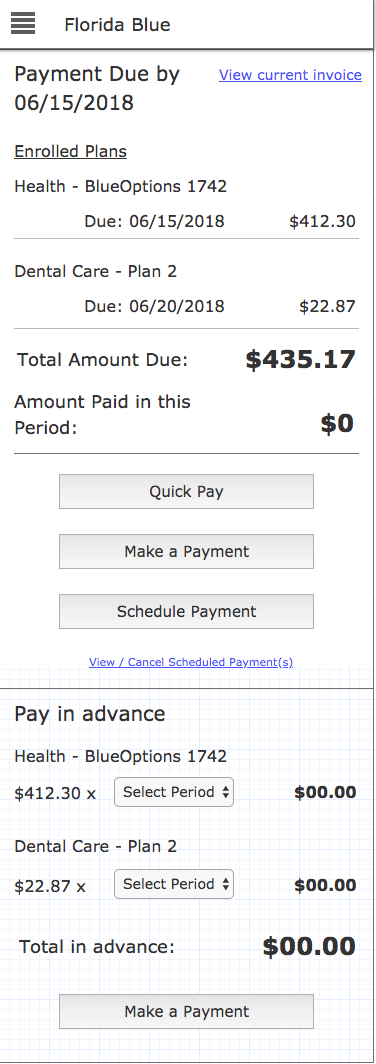 Florida Blue
Payment Due by
06/15/2018
View current invoice
Enrolled Plans
Health - BlueOptions 1742
Due: 06/15/2018 $412.30
Dental Care - Plan 2
Due: 06/20/2018 $22.87
Total Amount Due: $435.17
Amount Paid in this
Period: $0
Quick Pay
Make a Payment
Schedule Payment
View / Cancel Scheduled Payment(s)
Pay in advance
Health - BlueOptions 1742
$412.30 x Select Period $00.00
Dental Care - Plan 2
$22.87 x Select Period $00.00
Total in advance: $00.00
Make a Payment